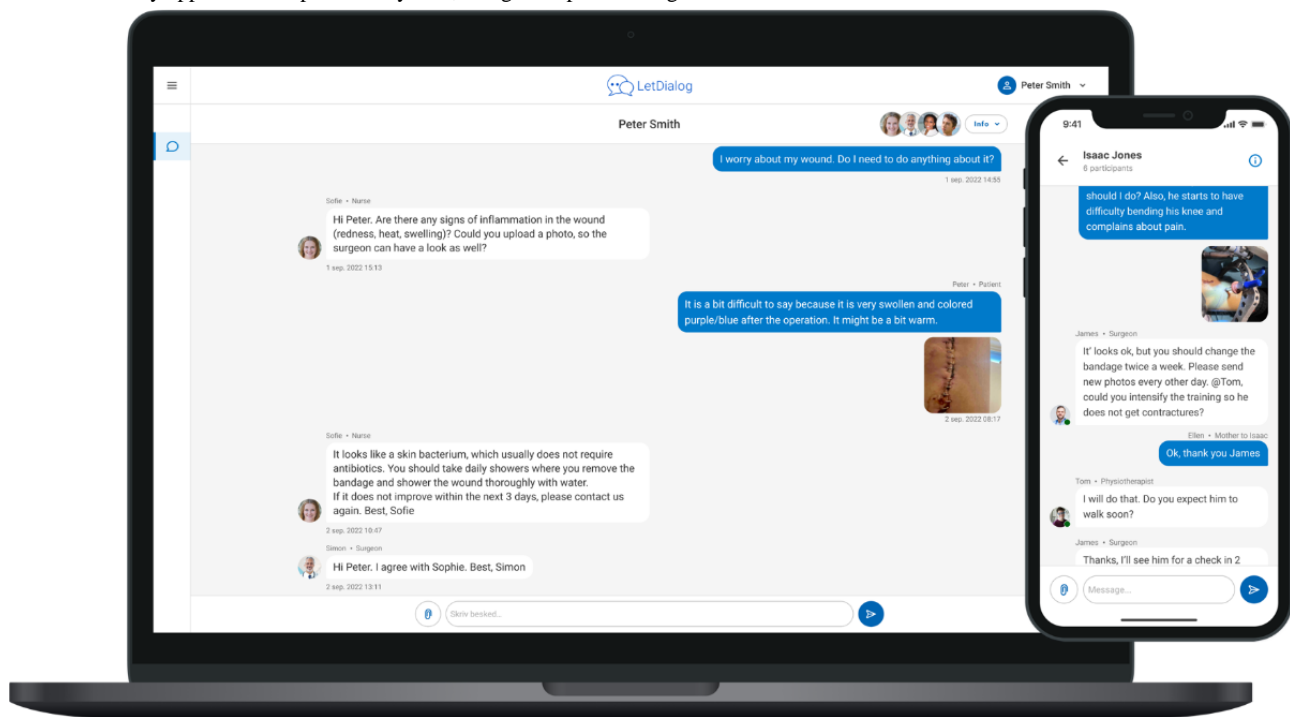 LetDialog
Peter Smith
Peter Smith
Info
I worry about my wound. Do I need to do anything about it?
1 sep. 2022 14:55
Sofie • Nurse
Hi Peter. Are there any signs of inflammation in the wound
(redness, heat, swelling)? Could you upload a photo, so the
surgeon can have a look as well?
1 sep. 2022 15:13
Peter • Patient
It is a bit difficult to say because it is very swollen and colored
purple/blue after the operation. It might be a bit warm.
2 sep. 2022 08:17
Sofie • Nurse
It looks like a skin bacterium, which usually does not require
antibiotics. You should take daily showers where you remove the
bandage and shower the wound thoroughly with water.
If it does not improve within the next 3 days, please contact us
again. Best, Sofie
2 sep. 2022 10:47
Simon • Surgeon
Hi Peter. I agree with Sophie. Best, Simon
2 sep. 2022 13:11
Skriv besked...
9:41
Isaac Jones
6 participants
should I do? Also, he starts to have
difficulty bending his knee and
complains about pain.
James • Surgeon
It' looks ok, but you should change the
bandage twice a week. Please send
new photos every other day. @Tom,
could you intensify the training so he
does not get contractures?
Ellen • Mother to Isaac
Ok, thank you James
Tom • Physiotherapist
I will do that. Do you expect him to
walk soon?
James • Surgeon
Thanks, I'll see him for a check in 2
Message...